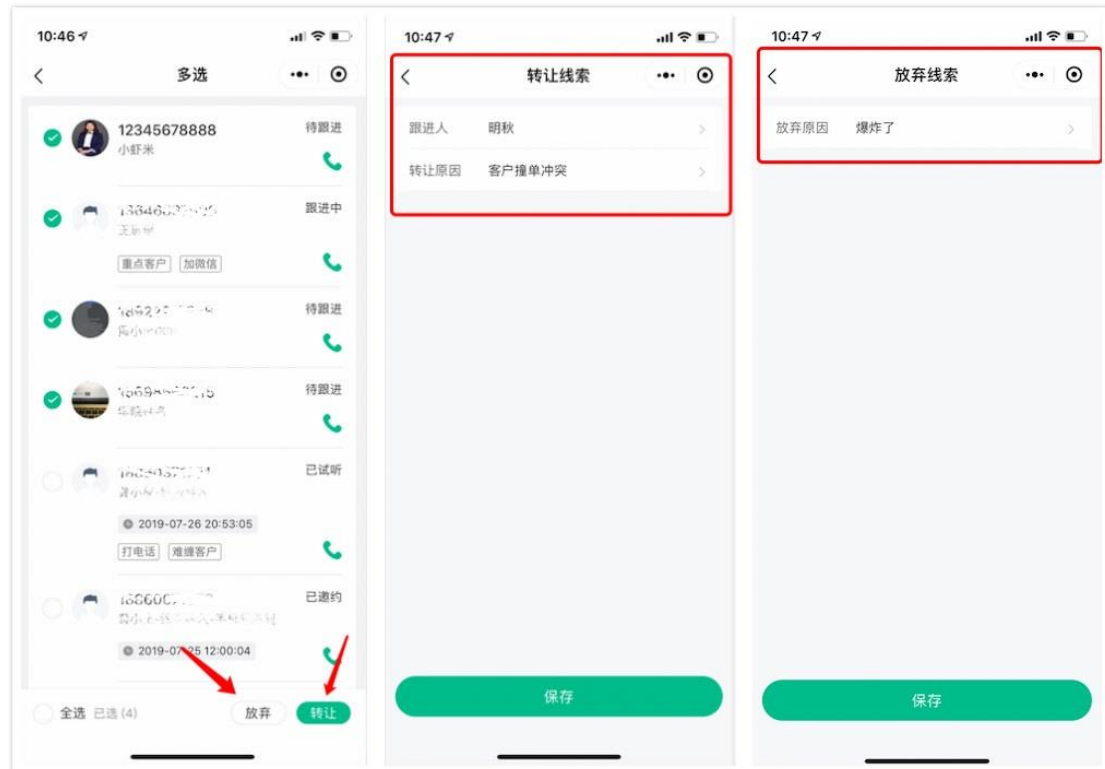 10:46
多选
12345678888
待跟进
小虾米
跟进中
重点客户 加微信
待跟进
待跟进
已试听
2019-07-26 20:53:05
打电话 难缠客户
已邀约
2019-07-25 12:00:04
全选 已选 (4) 放弃 转让
10:47
转让线索
跟进人 明秋
转让原因 客户撞单冲突
保存
10:47
放弃线索
放弃原因 爆炸了
保存